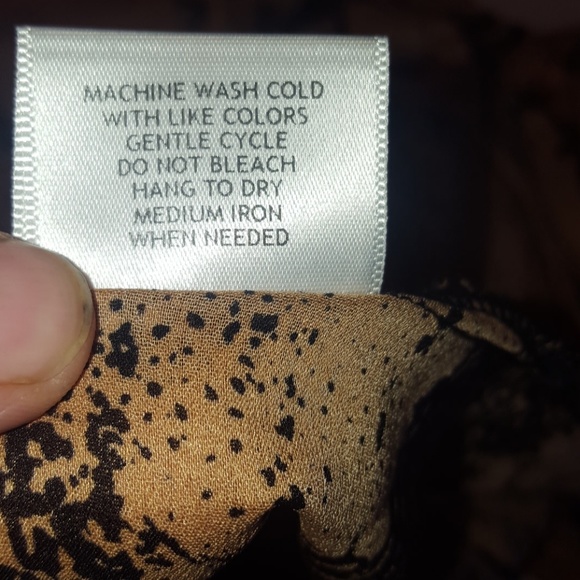 MACHINE WASH COLD
WITH LIKE COLORS
GENTLE CYCLE
DO NOT BLEACH
HANG TO DRY
MEDIUM IRON
WHEN NEEDED